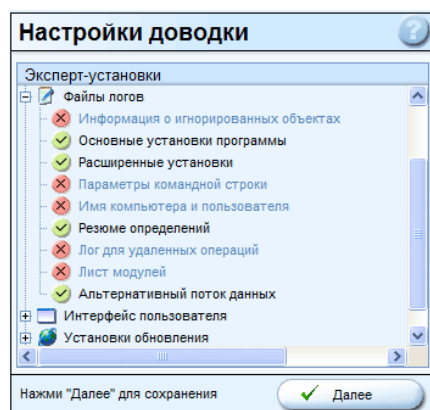 Настройки доводки
?
Эксперт-установки
Файлы логов
Информация о игнорированных объектах
Основные установки программы
Расширенные установки
Параметры командной строки
Имя компьютера и пользователя
Резюме определений
Лог для удаленных операций
Лист модулей
Альтернативный поток данных
Интерфейс пользователя
Установки обновления
Нажми "Далее" для сохранения
Далее